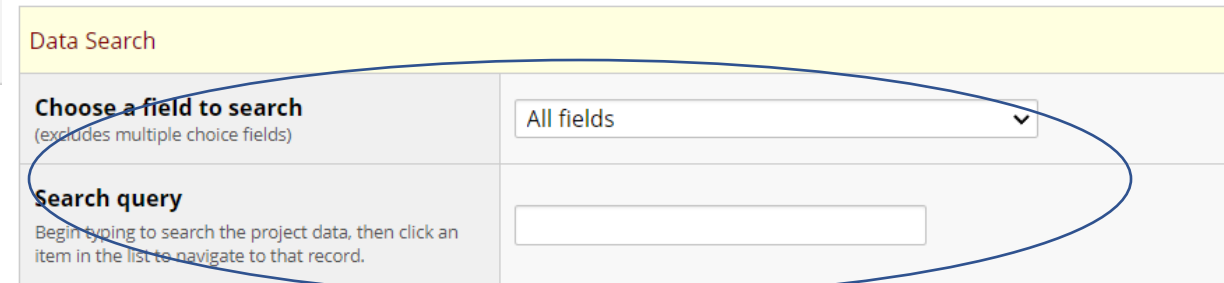 Data Search
Choose a field to search
(excludes multiple choice fields)
All fields
Search query
Begin typing to search the project data, then click an
item in the list to navigate to that record.